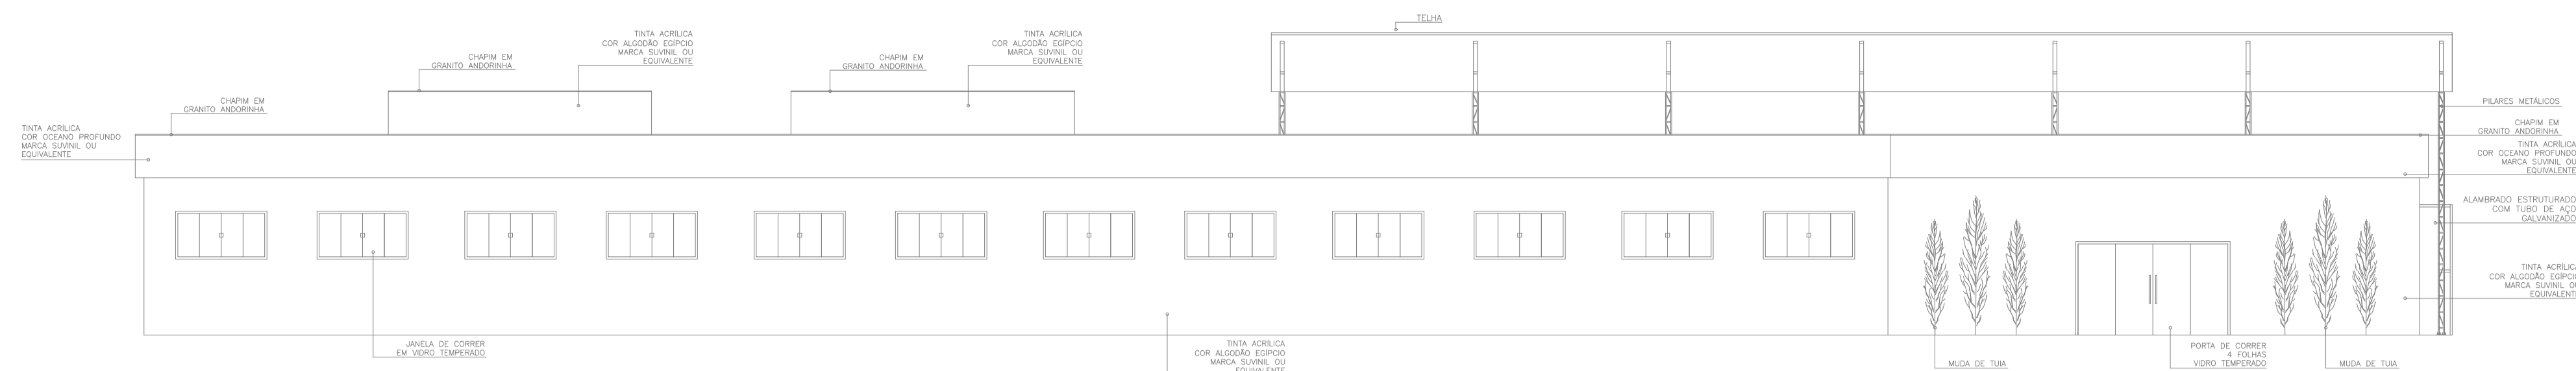 TINTA ACRÍLICA
COR OCEANO PROFUNDO
MARCA SUVINIL OU
EQUIVALENTE
CHAPIM EM
GRANITO ANDORINHA
CHAPIM EM
GRANITO ANDORINHA
TINTA ACRÍLICA
COR ALGODÃO EGÍPCIO
MARCA SUVINIL OU
EQUIVALENTE
CHAPIM EM
GRANITO ANDORINHA
TINTA ACRÍLICA
COR ALGODÃO EGÍPCIO
MARCA SUVINIL OU
EQUIVALENTE
TELHA
PILARES METÁLICOS
CHAPIM EM
GRANITO ANDORINHA
TINTA ACRÍLICA
COR OCEANO PROFUNDO
MARCA SUVINIL OU
EQUIVALENTE
ALAMBRADO ESTRUTURADO
COM TUBO DE AÇO
GALVANIZADO
TINTA ACRÍLICA
COR ALGODÃO EGÍPCIO
MARCA SUVINIL OU
EQUIVALENTE
JANELA DE CORRER
EM VIDRO TEMPERADO
TINTA ACRÍLICA
COR ALGODÃO EGÍPCIO
MARCA SUVINIL OU
EQUIVALENTE
MUDA DE TUIA
PORTA DE CORRER
4 FOLHAS
VIDRO TEMPERADO
MUDA DE TUIA